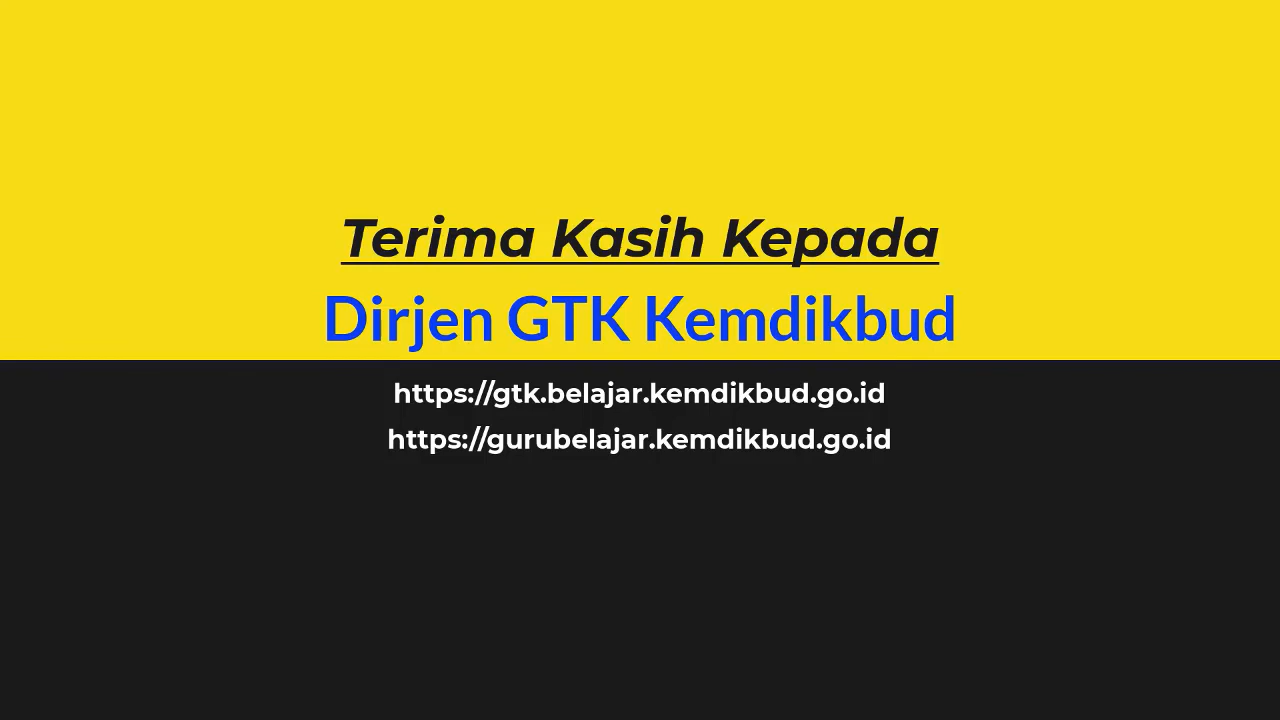 Terima Kasih Kepada
Dirjen GTK Kemdikbud
https://gtk.belajar.kemdikbud.go.id
https://gurubelajar.kemdikbud.go.id